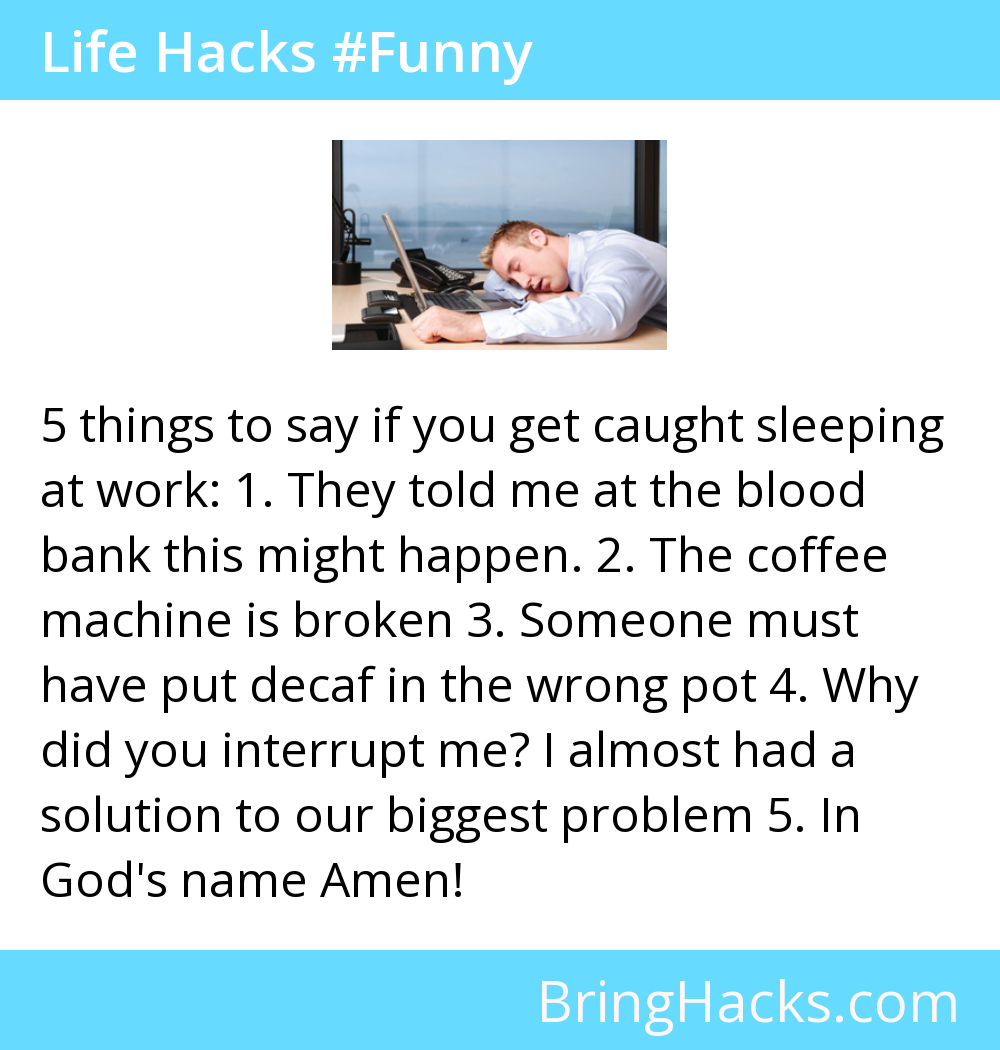 Life Hacks #Funny
5 things to say if you get caught sleeping
at work: 1. They told me at the blood
bank this might happen. 2. The coffee
machine is broken 3. Someone must
have put decaf in the wrong pot 4. Why
did you interrupt me? I almost had a
solution to our biggest problem 5. In
God's name Amen!
BringHacks.com